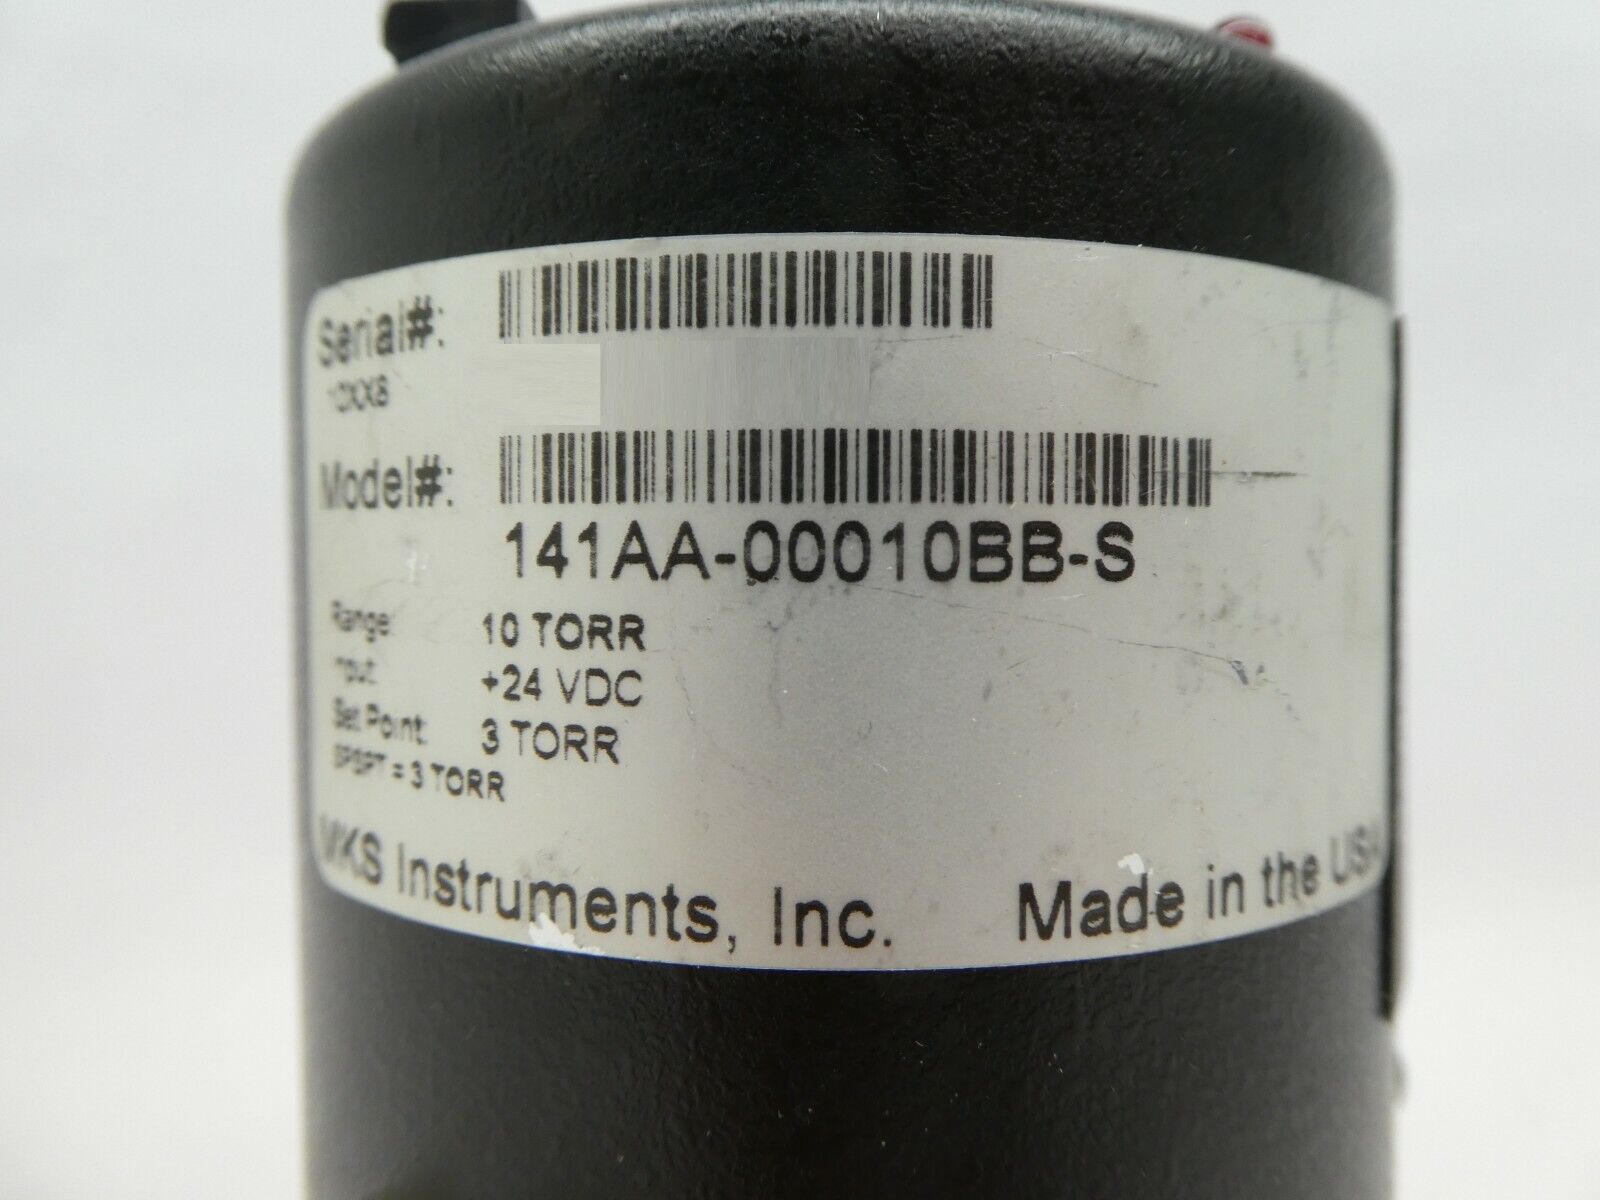 Serial#:
Model#:
141AA-00010BB-S
Range: 10 TORR
Input: +24 VDC
Set Point: 3 TORR
SPSPT = 3 TORR
MKS Instruments, Inc. Made in the USA